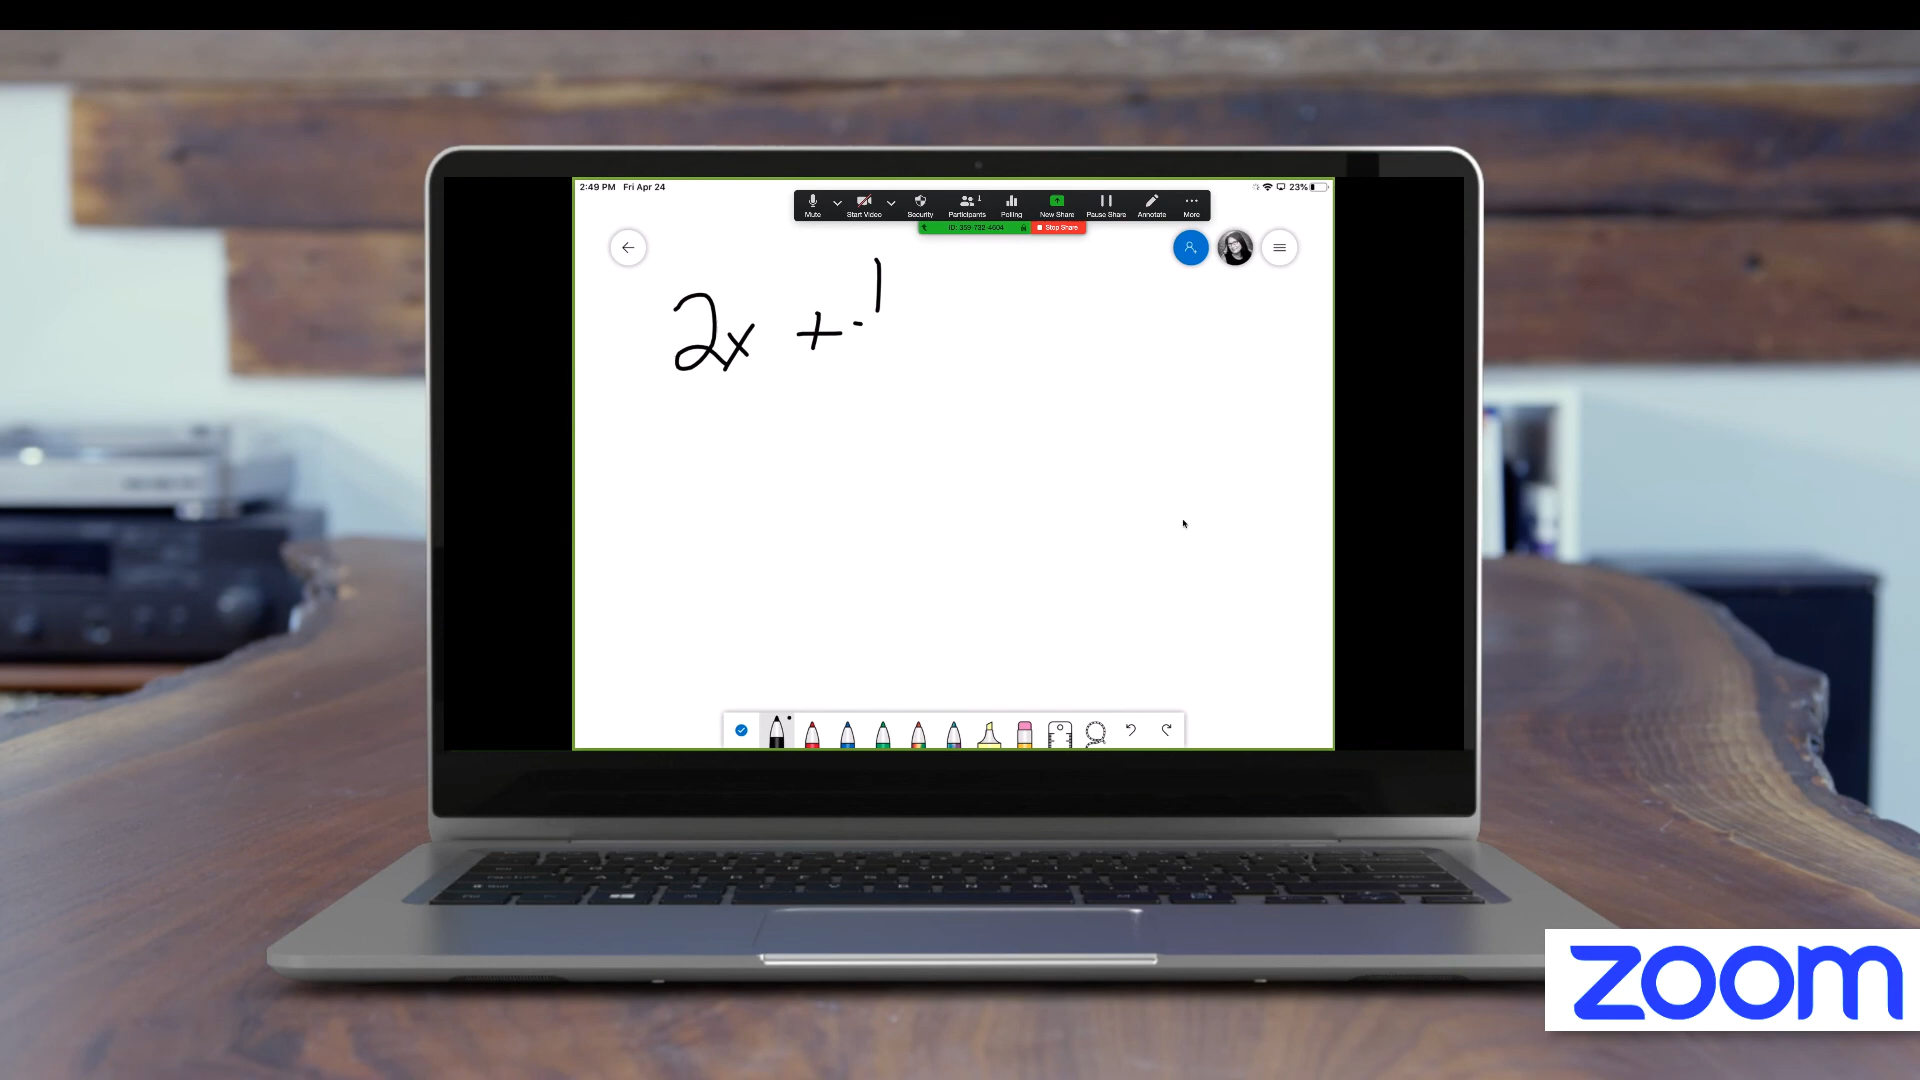 2:49 PM Fri Apr 24
23%
Mute Start Video Security Participants 1 Polling New Share Pause Share Annotate More
Stop Share
2x +
zoom